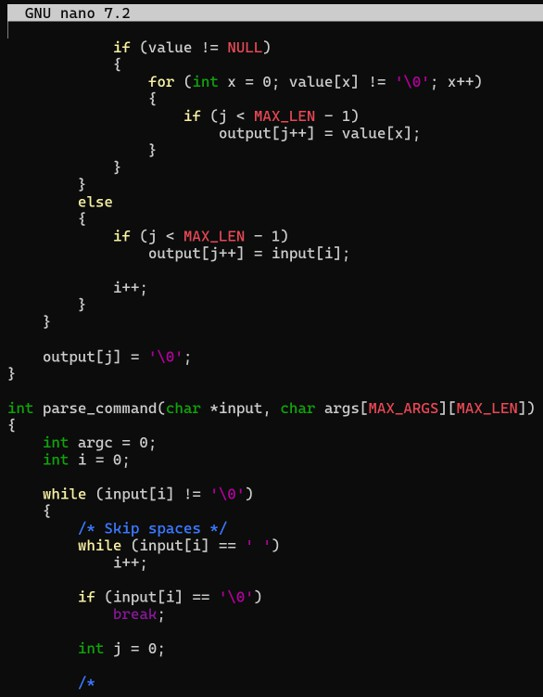 GNU nano 7.2
            if (value != NULL)
            {
                for (int x = 0; value[x] != '\0'; x++)
                {
                    if (j < MAX_LEN - 1)
                        output[j++] = value[x];
                }
            }
        }
        else
        {
            if (j < MAX_LEN - 1)
                output[j++] = input[i];

            i++;
        }
    }

    output[j] = '\0';
}

int parse_command(char *input, char args[MAX_ARGS][MAX_LEN])
{
    int argc = 0;
    int i = 0;

    while (input[i] != '\0')
    {
        /* Skip spaces */
        while (input[i] == ' ')
            i++;

        if (input[i] == '\0')
            break;

        int j = 0;

        /*